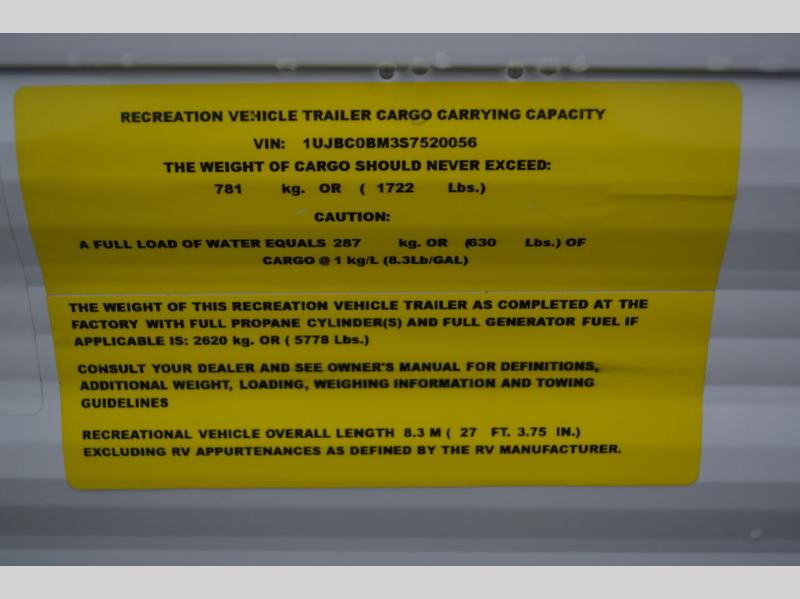 RECREATION VEHICLE TRAILER CARGO CARRYING CAPACITY
VIN: 1UJBC0BM3S7520056
THE WEIGHT OF CARGO SHOULD NEVER EXCEED:
781 kg. OR ( 1722 Lbs.)
CAUTION:
A FULL LOAD OF WATER EQUALS 287 kg. OR (630 Lbs.) OF
CARGO @ 1 kg/L (8.3Lb/GAL)
THE WEIGHT OF THIS RECREATION VEHICLE TRAILER AS COMPLETED AT THE
FACTORY WITH FULL PROPANE CYLINDER(S) AND FULL GENERATOR FUEL IF
APPLICABLE IS: 2620 kg. OR ( 5778 Lbs.)
CONSULT YOUR DEALER AND SEE OWNER'S MANUAL FOR DEFINITIONS,
ADDITIONAL WEIGHT, LOADING, WEIGHING INFORMATION AND TOWING
GUIDELINES
RECREATIONAL VEHICLE OVERALL LENGTH 8.3 M ( 27 FT. 3.75 IN.)
EXCLUDING RV APPURTENANCES AS DEFINED BY THE RV MANUFACTURER.